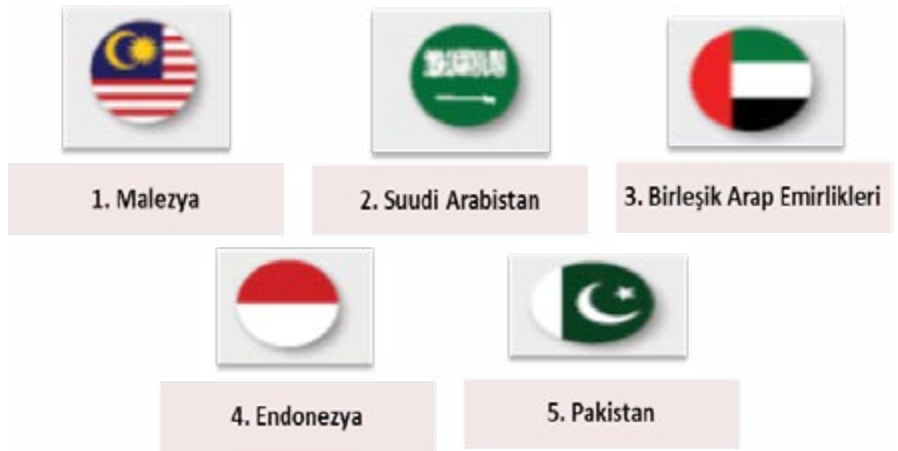 1. Malezya
2. Suudi Arabistan
3. Birleşik Arap Emirlikleri
4. Endonezya
5. Pakistan